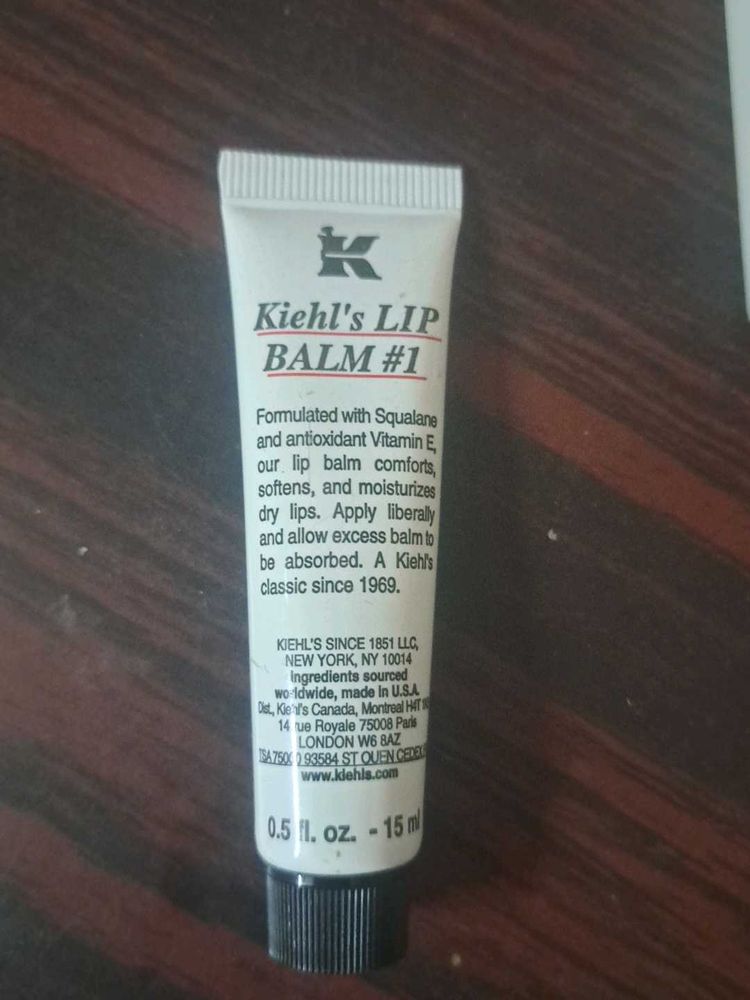 K
Kiehl's LIP
BALM #1
Formulated with Squalane
and antioxidant Vitamin E,
our lip balm comforts,
softens, and moisturizes
dry lips. Apply liberally
and allow excess balm to
be absorbed. A Kiehl's
classic since 1969.
KIEHL'S SINCE 1851 LLC,
NEW YORK, NY 10014
Ingredients sourced
worldwide, made in U.S.A.
Dist., Kiehl's Canada, Montreal H4T
14 rue Royale 75008 Paris
LONDON W6 8AZ
TSA 93584 ST OUEN CEDEX
www.kiehls.com
0.5 fl. oz. - 15 ml